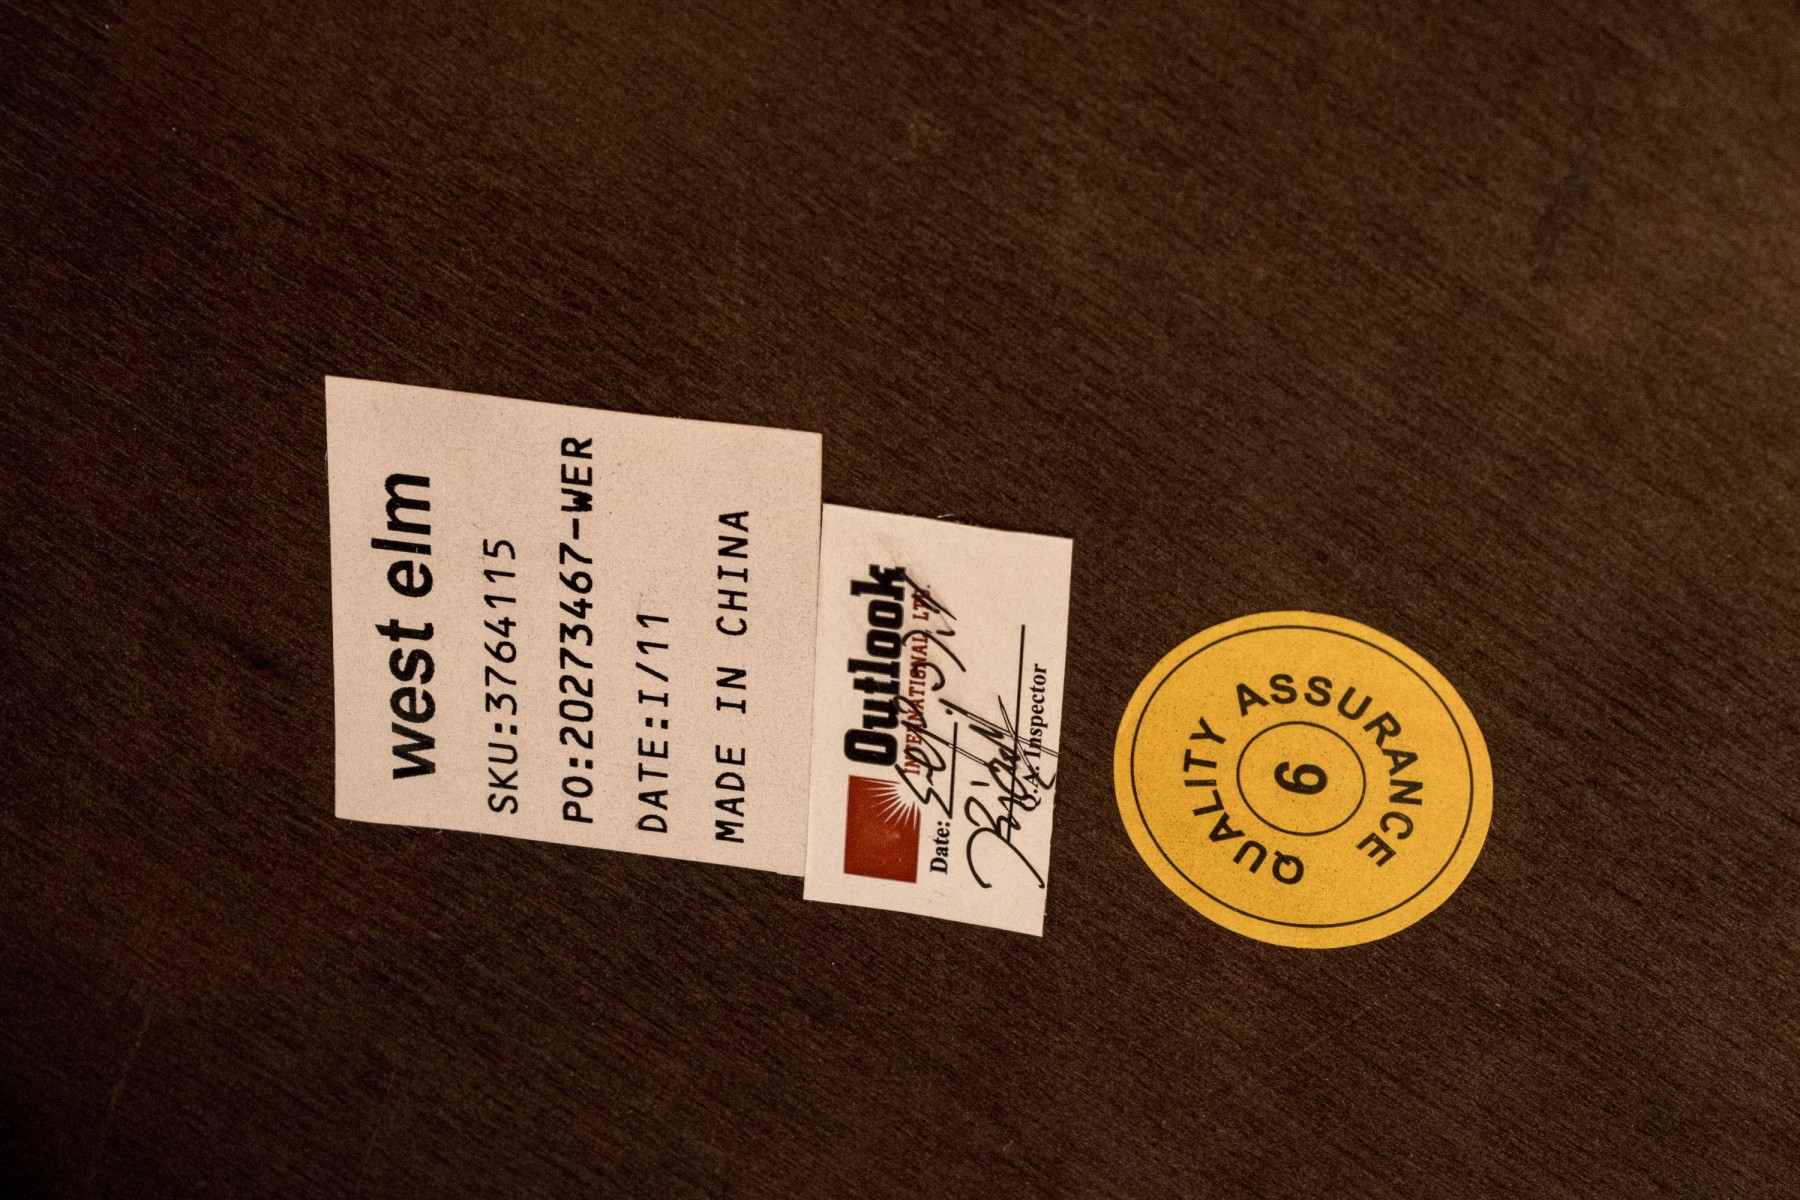 west elm
SKU:3764115
PO:20273467-WER
DATE:I/11
MADE IN CHINA
Outlook
INTERNATIONAL, LTD.
Date:
Q.A. Inspector
QUALITY ASSURANCE
9